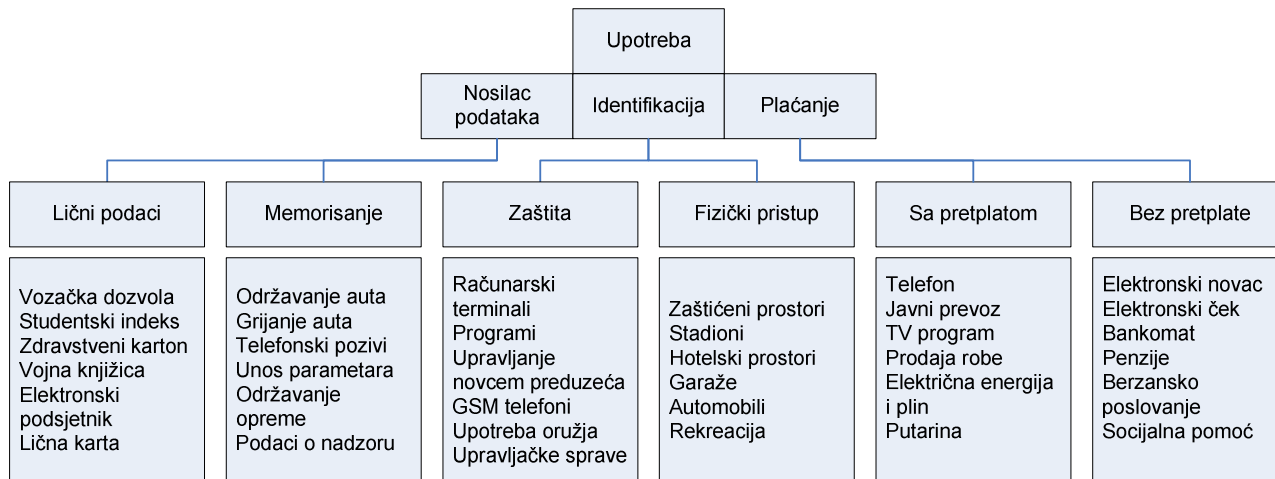 Upotreba
Nosilac
podataka
Identifikacija
Plaćanje
Lični podaci
Memorisanje
Zaštita
Fizički pristup
Sa pretplatom
Bez pretplate
Vozačka dozvola
Studentski indeks
Zdravstveni karton
Vojna knjižica
Elektronski
podsjetnik
Lična karta
Održavanje auta
Grijanje auta
Telefonski pozivi
Unos parametara
Održavanje
opreme
Podaci o nadzoru
Računarski
terminali
Programi
Upravljanje
novcem preduzeća
GSM telefoni
Upotreba oružja
Upravljačke sprave
Zaštićeni prostori
Stadioni
Hotelski prostori
Garaže
Automobili
Rekreacija
Telefon
Javni prevoz
TV program
Prodaja robe
Električna energija
i plin
Putarina
Elektronski novac
Elektronski ček
Bankomat
Penzije
Berzansko
poslovanje
Socijalna pomoć